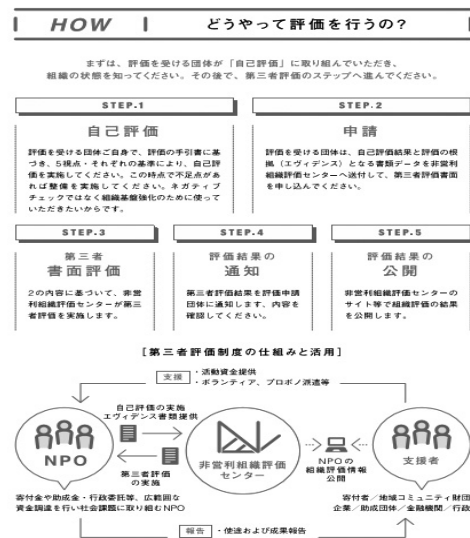 HOW
どうやって評価を行うの？
まずは、評価を受ける団体が「自己評価」に取り組んでいただき、
組織の状態を知ってください。その後で、第三者評価のステップへ進んでください。
STEP.1
自己評価
評価を受ける団体ご自身で、評価の手引書に基
づき、5視点・それぞれの基準により、自己評
価を実施してください。この時点で不足点があ
れば整備を実施してください。ネガティブ
チェックではなく組織基盤強化のために使って
いただきたいからです。
STEP.2
申請
評価を受ける団体は、自己評価結果と評価の根
拠（エヴィデンス）となる書類データを非営利
組織評価センターへ送付して、第三者評価書面
を申し込んでください。
STEP.3
第三者
書面評価
2の内容に基づいて、非営
利組織評価センターが第三
者評価を実施します。
STEP.4
評価結果の
通知
第三者評価結果を評価申請
団体に通知します、内容を
確認してください。
STEP.5
評価結果の
公開
非営利組織評価センターの
サイト等で組織評価の結果
を公開します。
［第三者評価制度の仕組みと活用］
支援
・活動資金提供
・ボランティア、プロボノ派遣等
自己評価の実施
エヴィデンス書類提供
NPO
第三者評価
の実施
非営利組織評価
センター
NPOの
組織評価情報
公開
支援者
寄付金や助成金・行政委託等、広範囲な
資金調達を行い社会課題に取り組むNPO
寄付者／地域コミュニティ財団
企業／助成団体／金融機関／行政
報告
・使途および成果報告